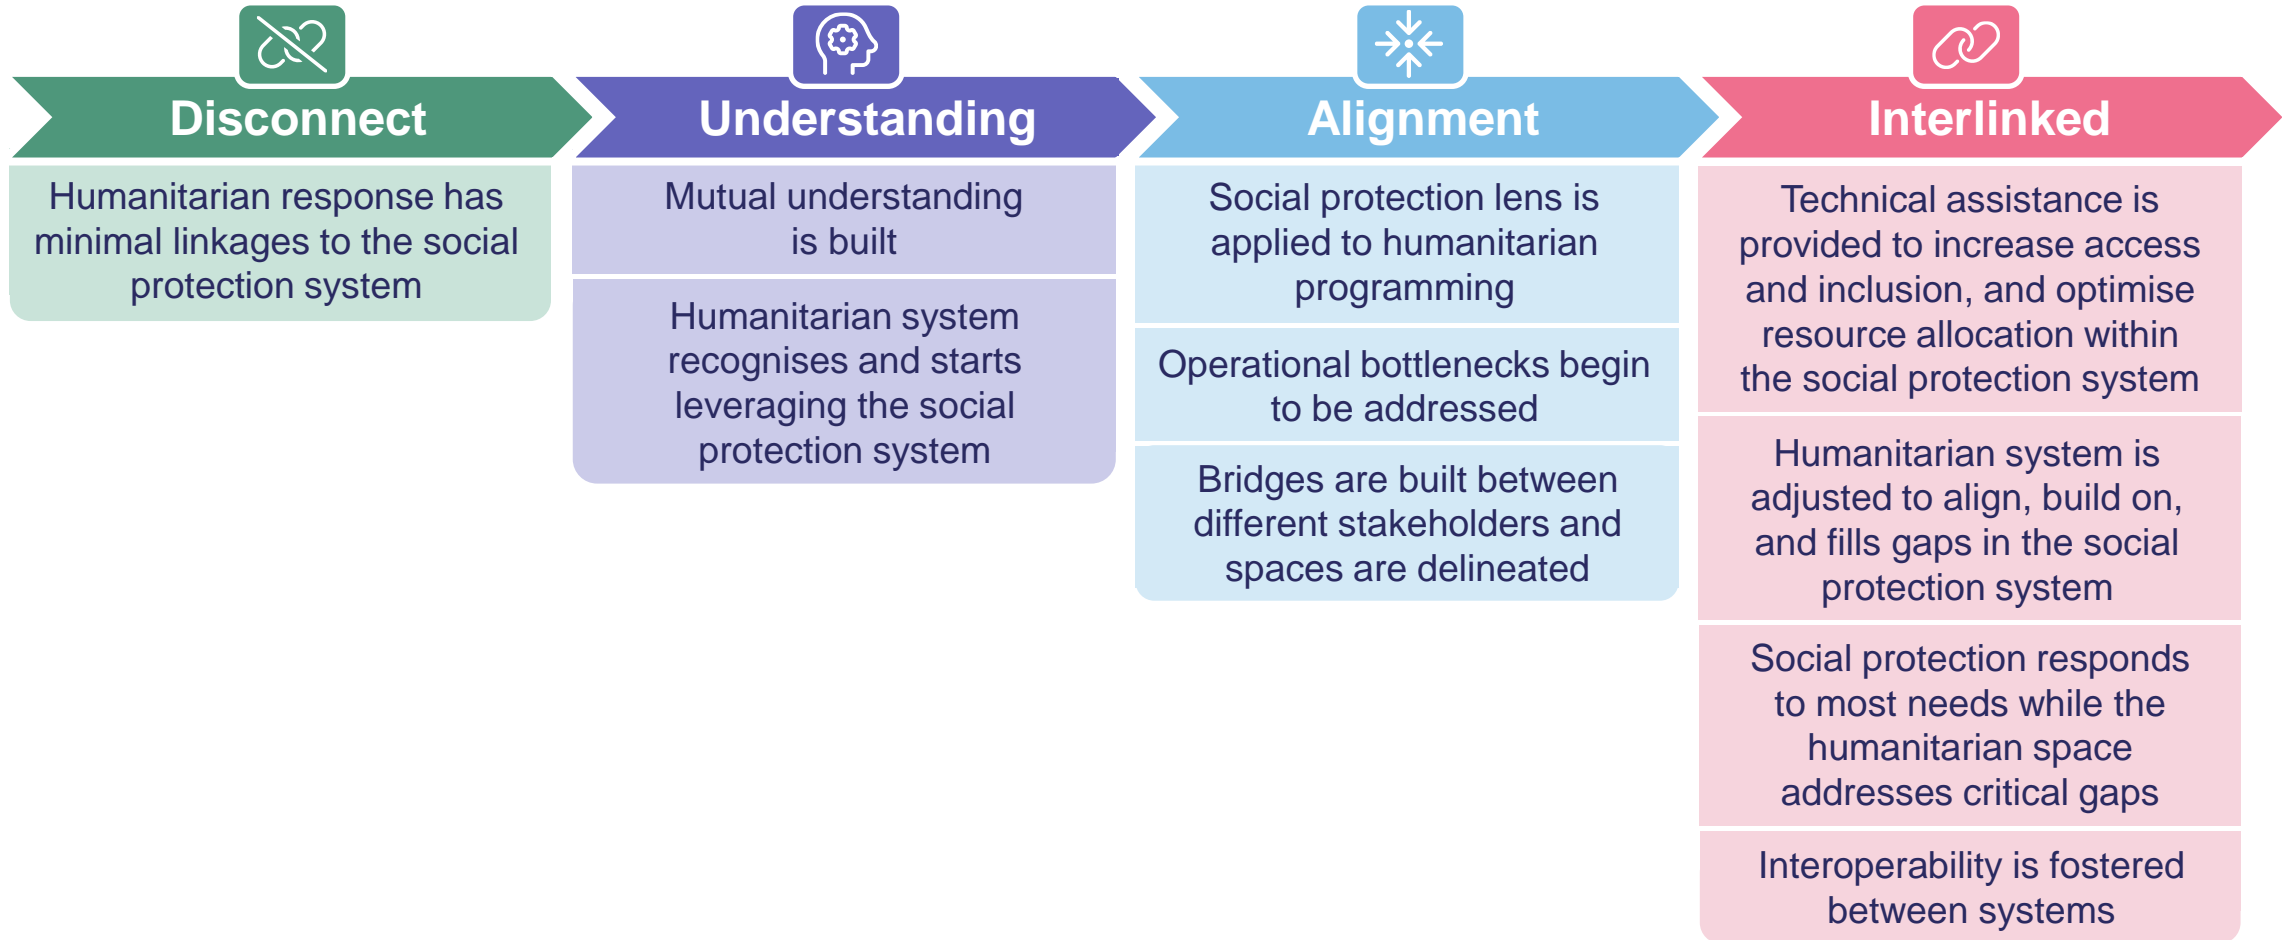 Disconnect
Humanitarian response has
minimal linkages to the social
protection system
Understanding
Mutual understanding
is built
Humanitarian system
recognises and starts
leveraging the social
protection system
Alignment
Social protection lens is
applied to humanitarian
programming
Operational bottlenecks begin
to be addressed
Bridges are built between
different stakeholders and
spaces are delineated
Interlinked
Technical assistance is
provided to increase access
and inclusion, and optimise
resource allocation within
the social protection system
Humanitarian system is
adjusted to align, build on,
and fills gaps in the social
protection system
Social protection responds
to most needs while the
humanitarian space
addresses critical gaps
Interoperability is fostered
between systems